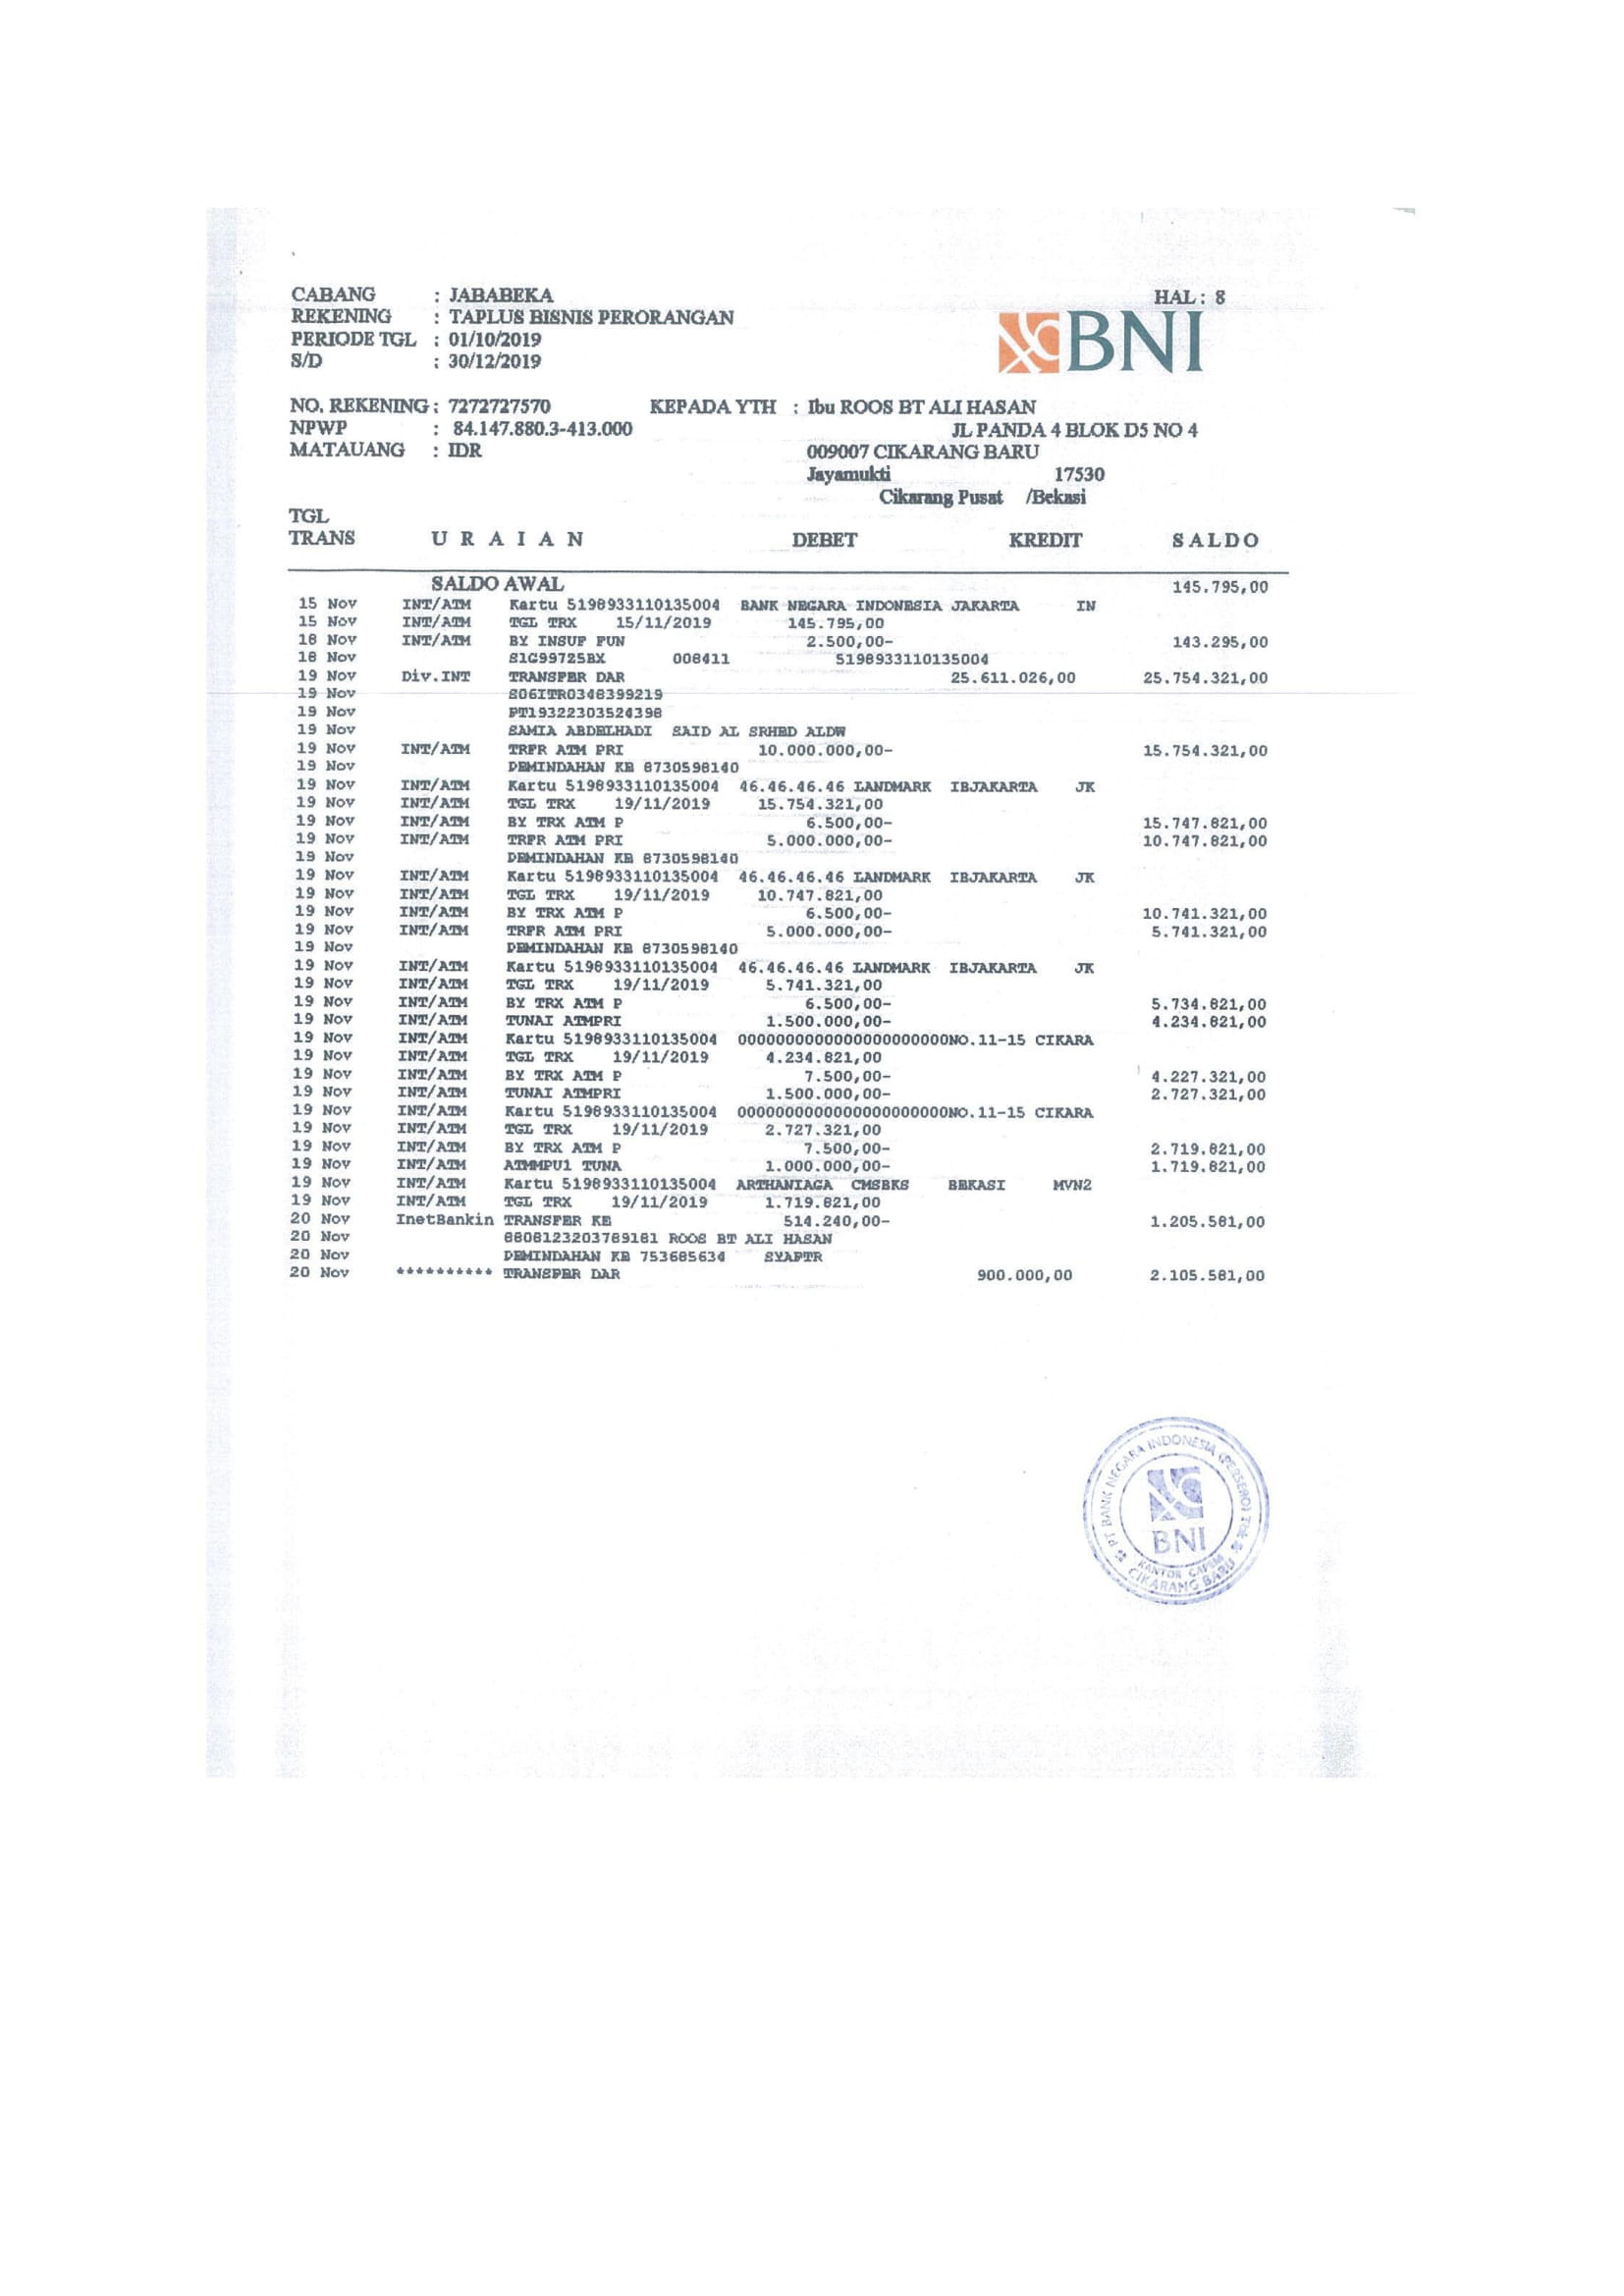 HAL : 8
CABANG : JABABEKA
REKENING : TAPLUS BISNIS PERORANGAN
PERIODE TGL : 01/10/2019
S/D : 30/12/2019
BNI
NO. REKENING : 7272727570 KEPADA YTH : Ibu ROOS BT ALI HASAN
NPWP : 84.147.880.3-413.000 JL PANDA 4 BLOK D5 NO 4
MATAUANG : IDR 009007 CIKARANG BARU
Jayamukti 17530
Cikarang Pusat /Bekasi
TGL
TRANS U R A I A N DEBET KREDIT S A L D O
SALDO AWAL 145.795,00
15 Nov INT/ATM Kartu 5198933110135004 BANK NEGARA INDONESIA JAKARTA IN
15 Nov INT/ATM TGL TRX 15/11/2019 145.795,00
18 Nov INT/ATM BY INSUF FUN 2.500,00- 143.295,00
18 Nov S1G99725BX 008411 5198933110135004
19 Nov Div.INT TRANSFER DAR 25.611.026,00 25.754.321,00
19 Nov S06ITR0348399219
19 Nov PT19322303524398
19 Nov SAMIA ABDELHADI SAID AL SRHED ALDW
19 Nov INT/ATM TRFR ATM PRI 10.000.000,00- 15.754.321,00
19 Nov PEMINDAHAN KE 8730598140
19 Nov INT/ATM Kartu 5198933110135004 46.46.46.46 LANDMARK IBJAKARTA JK
19 Nov INT/ATM TGL TRX 19/11/2019 15.754.321,00
19 Nov INT/ATM BY TRX ATM P 6.500,00- 15.747.821,00
19 Nov INT/ATM TRFR ATM PRI 5.000.000,00- 10.747.821,00
19 Nov PEMINDAHAN KE 8730598140
19 Nov INT/ATM Kartu 5198933110135004 46.46.46.46 LANDMARK IBJAKARTA JK
19 Nov INT/ATM TGL TRX 19/11/2019 10.747.821,00
19 Nov INT/ATM BY TRX ATM P 6.500,00- 10.741.321,00
19 Nov INT/ATM TRFR ATM PRI 5.000.000,00- 5.741.321,00
19 Nov PEMINDAHAN KE 8730598140
19 Nov INT/ATM Kartu 5198933110135004 46.46.46.46 LANDMARK IBJAKARTA JK
19 Nov INT/ATM TGL TRX 19/11/2019 5.741.321,00
19 Nov INT/ATM BY TRX ATM P 6.500,00- 5.734.821,00
19 Nov INT/ATM TUNAI ATMPRI 1.500.000,00- 4.234.821,00
19 Nov INT/ATM Kartu 5198933110135004 0000000000000000000000NO.11-15 CIKARA
19 Nov INT/ATM TGL TRX 19/11/2019 4.234.821,00
19 Nov INT/ATM BY TRX ATM P 7.500,00- 4.227.321,00
19 Nov INT/ATM TUNAI ATMPRI 1.500.000,00- 2.727.321,00
19 Nov INT/ATM Kartu 5198933110135004 0000000000000000000000NO.11-15 CIKARA
19 Nov INT/ATM TGL TRX 19/11/2019 2.727.321,00
19 Nov INT/ATM BY TRX ATM P 7.500,00- 2.719.821,00
19 Nov INT/ATM ATMMPU1 TUNA 1.000.000,00- 1.719.821,00
19 Nov INT/ATM Kartu 5198933110135004 ARTHANIAGA CMSBKS BEKASI MVN2
19 Nov INT/ATM TGL TRX 19/11/2019 1.719.821,00
20 Nov InetBankin TRANSFER KE 514.240,00- 1.205.581,00
20 Nov 8808123203789181 ROOS BT ALI HASAN
20 Nov PEMINDAHAN KE 753685634 SYAPTR
20 Nov ********** TRANSFER DAR 900.000,00 2.105.581,00
PT BANK NEGARA INDONESIA (PERSERO) Tbk
BNI
KANTOR CAPEM
CIKARANG BARU